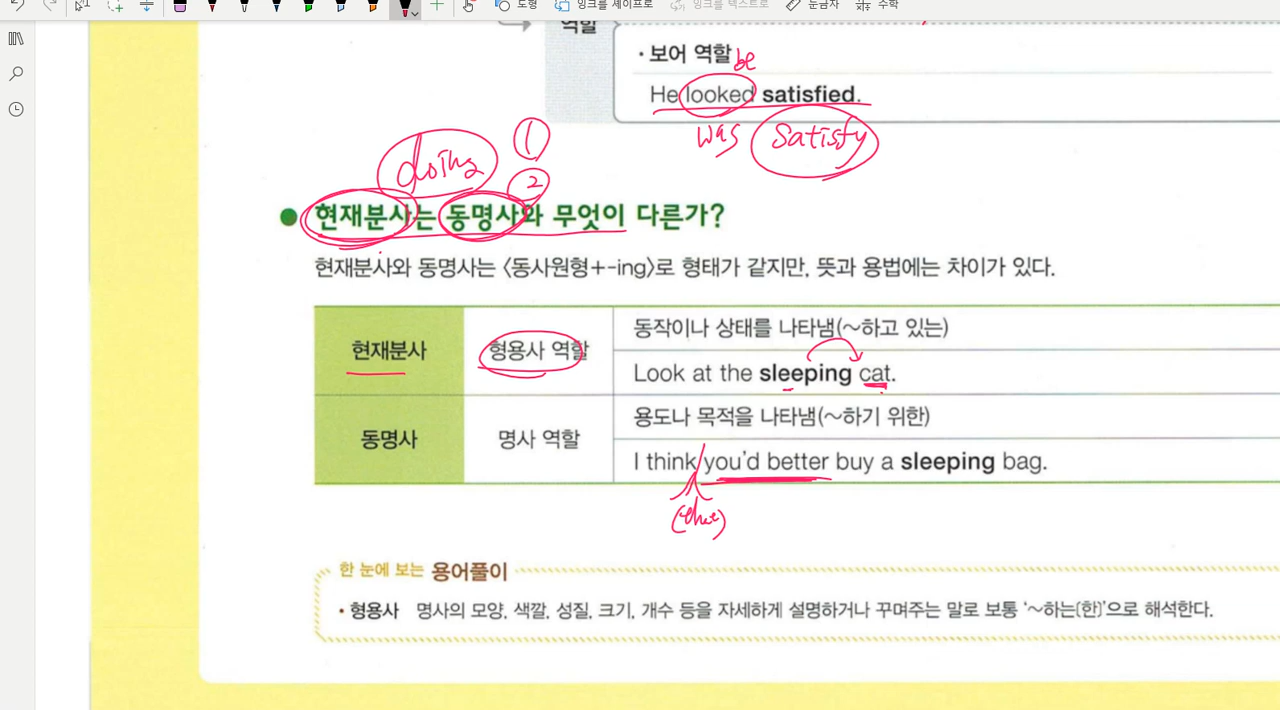 도형 잉크를 셰이프로 잉크를 텍스트로 눈금자 수학
역할
• 보어 역할 be
He looked satisfied.
was satisfy
doing 1
2
● 현재분사는 동명사와 무엇이 다른가?
현재분사와 동명사는 〈동사원형+-ing〉로 형태가 같지만, 뜻과 용법에는 차이가 있다.
현재분사 형용사 역할
동작이나 상태를 나타냄(~하고 있는)
Look at the sleeping cat.
동명사 명사 역할
용도나 목적을 나타냄(~하기 위한)
I think you'd better buy a sleeping bag.
한 눈에 보는 용어풀이
• 형용사 명사의 모양, 색깔, 성질, 크기, 개수 등을 자세하게 설명하거나 꾸며주는 말로 보통 '~하는(한)'으로 해석한다.